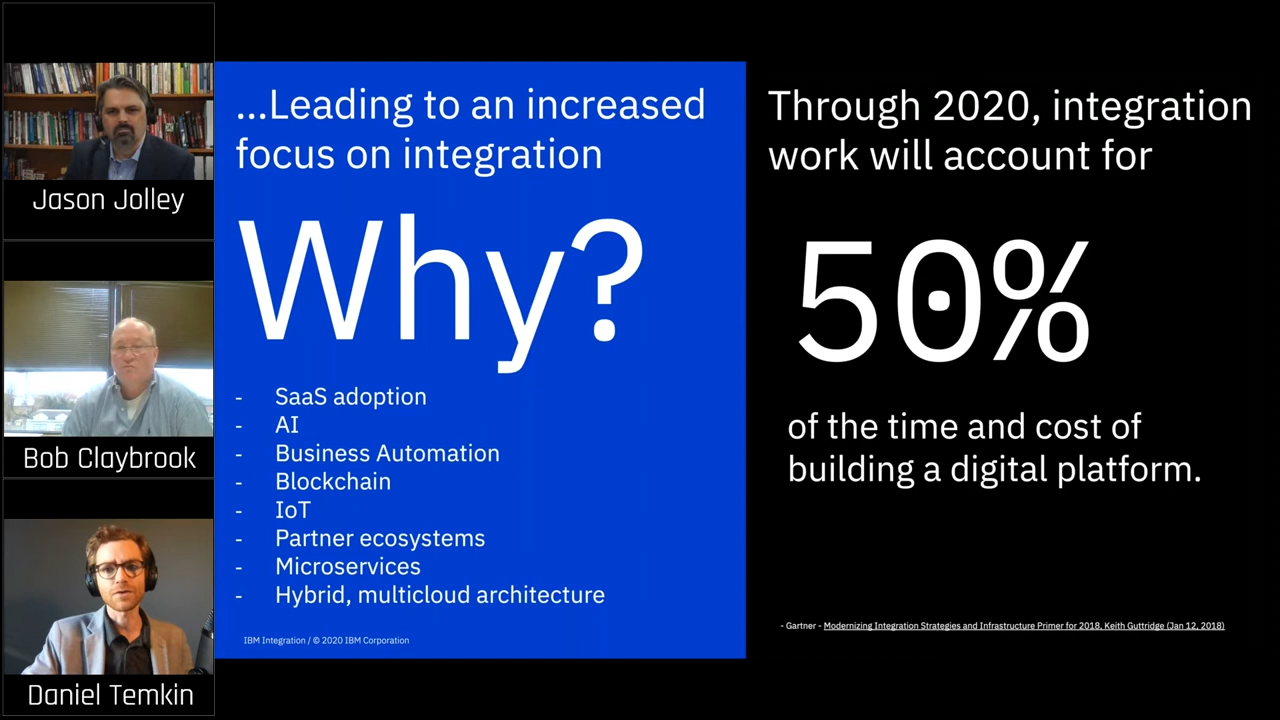 Jason Jolley
Bob Claybrook
Daniel Temkin
...Leading to an increased
focus on integration
Why?
- SaaS adoption
- AI
- Business Automation
- Blockchain
- IoT
- Partner ecosystems
- Microservices
- Hybrid, multicloud architecture
IBM Integration / © 2020 IBM Corporation
Through 2020, integration
work will account for
50%
of the time and cost of
building a digital platform.
- Gartner - Modernizing Integration Strategies and Infrastructure Primer for 2018, Keith Guttridge (Jan 12, 2018)